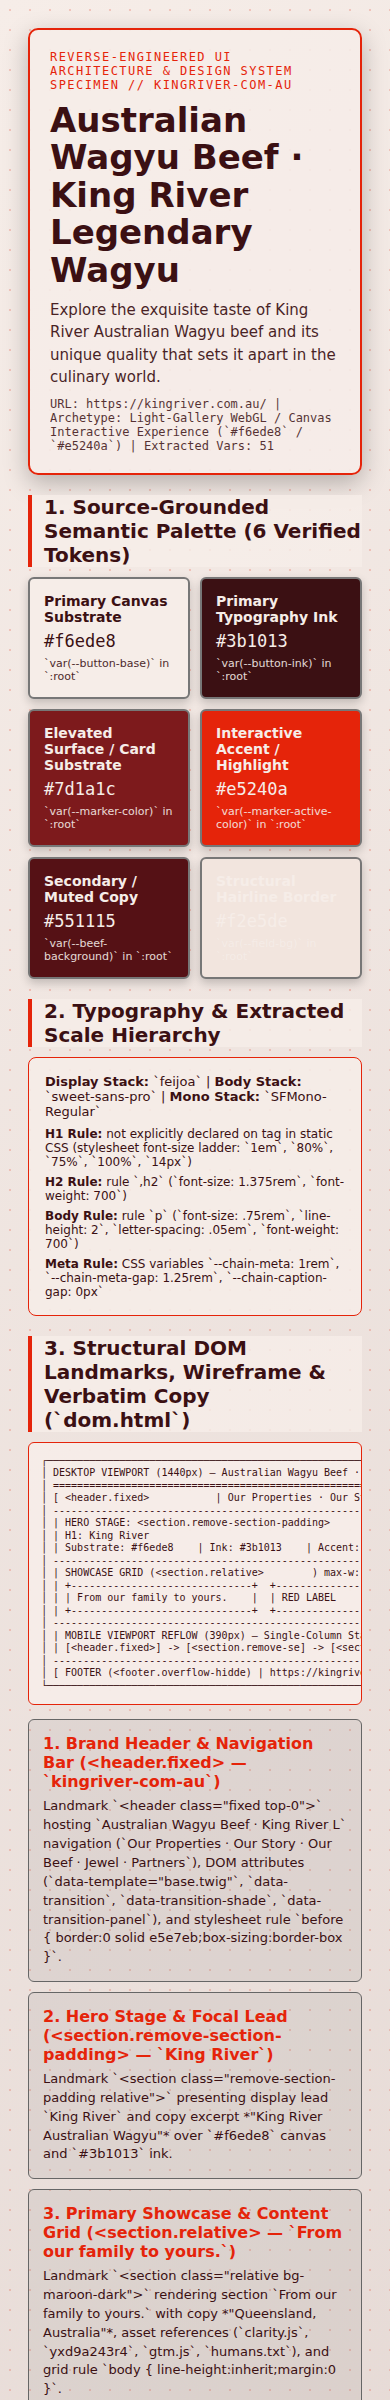 REVERSE-ENGINEERED UI
ARCHITECTURE & DESIGN SYSTEM
SPECIMEN // KINGRIVER-COM-AU
Australian
Wagyu Beef ·
King River
Legendary
Wagyu
Explore the exquisite taste of King
River Australian Wagyu beef and its
unique quality that sets it apart in the
culinary world.
URL: https://kingriver.com.au/ |
Archetype: Light-Gallery WebGL / Canvas
Interactive Experience (`#f6ede8` /
`#e5240a`) | Extracted Vars: 51
1. Source-Grounded
Semantic Palette (6 Verified
Tokens)
Primary Canvas
Substrate
#f6ede8
`var(--button-base)` in
`:root`
Primary
Typography Ink
#3b1013
`var(--button-ink)` in
`:root`
Elevated
Surface / Card
Substrate
#7d1a1c
`var(--marker-color)` in
`:root`
Interactive
Accent /
Highlight
#e5240a
`var(--marker-active-
color)` in `:root`
Secondary /
Muted Copy
#551115
`var(--beef-
background)` in `:root`
Structural
Hairline Border
#f2e5de
2. Typography & Extracted
Scale Hierarchy
Display Stack: `feijoa` | Body Stack:
`sweet-sans-pro` | Mono Stack: `SFMono-
Regular`
H1 Rule: not explicitly declared on tag in static
CSS (stylesheet font-size ladder: `1em`, `80%`,
`75%`, `100%`, `14px`)
H2 Rule: rule `,h2` (`font-size: 1.375rem`, `font-
weight: 700`)
Body Rule: rule `p` (`font-size: .75rem`, `line-
height: 2`, `letter-spacing: .05em`, `font-weight:
700`)
Meta Rule: CSS variables `--chain-meta: 1rem`,
`--chain-meta-gap: 1.25rem`, `--chain-caption-
gap: 0px`
3. Structural DOM
Landmarks, Wireframe &
Verbatim Copy
(`dom.html`)
│ DESKTOP VIEWPORT (1440px) — Australian Wagyu Beef ·
│ ===================================================
│ [ <header.fixed> | Our Properties · Our S
│ ---------------------------------------------------
│ | HERO STAGE: <section.remove-section-padding>
│ | H1: King River
│ | Substrate: #f6ede8 | Ink: #3b1013 | Accent:
│ ---------------------------------------------------
│ | SHOWCASE GRID (<section.relative> ) max-w:
│ | +------------------------------+ +--------------
│ | | From our family to yours. | | RED LABEL
│ | +------------------------------+ +--------------
│ ---------------------------------------------------
│ | MOBILE VIEWPORT REFLOW (390px) — Single-Column Sta
│ | [<header.fixed>] -> [<section.remove-se] -> [<sect
│ ---------------------------------------------------
│ [ FOOTER (<footer.overflow-hidde) | https://kingrive
1. Brand Header & Navigation
Bar (<header.fixed> —
`kingriver-com-au`)
Landmark `<header class="fixed top-0">`
hosting `Australian Wagyu Beef · King River L`
navigation (`Our Properties · Our Story · Our
Beef · Jewel · Partners`), DOM attributes
(`data-template="base.twig"`, `data-
transition`, `data-transition-shade`, `data-
transition-panel`), and stylesheet rule `before
{ border:0 solid e5e7eb;box-sizing:border-box
}`.
2. Hero Stage & Focal Lead
(<section.remove-section-
padding> — `King River`)
Landmark `<section class="remove-section-
padding relative">` presenting display lead
`King River` and copy excerpt *"King River
Australian Wagyu"* over `#f6ede8` canvas
and `#3b1013` ink.
3. Primary Showcase & Content
Grid (<section.relative> — `From
our family to yours.`)
Landmark `<section class="relative bg-
maroon-dark">` rendering section `From our
family to yours.` with copy *"Queensland,
Australia"*, asset references (`clarity.js`,
`yxd9a243r4`, `gtm.js`, `humans.txt`), and
grid rule `body { line-height:inherit;margin:0
}`.